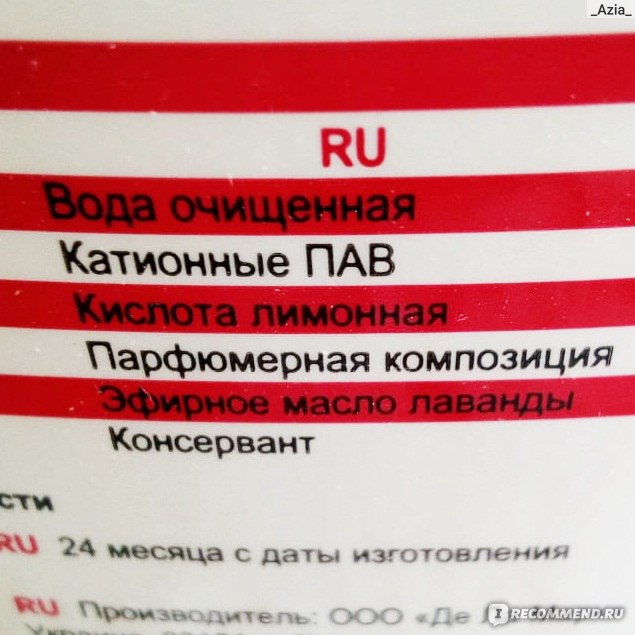 _Azia_
RU
Вода очищенная
Катионные ПАВ
Кислота лимонная
Парфюмерная композиция
Эфирное масло лаванды
Консервант
сти
RU 24 месяца с даты изготовления
RU Производитель: ООО «Де
IRECOMMEND.RU